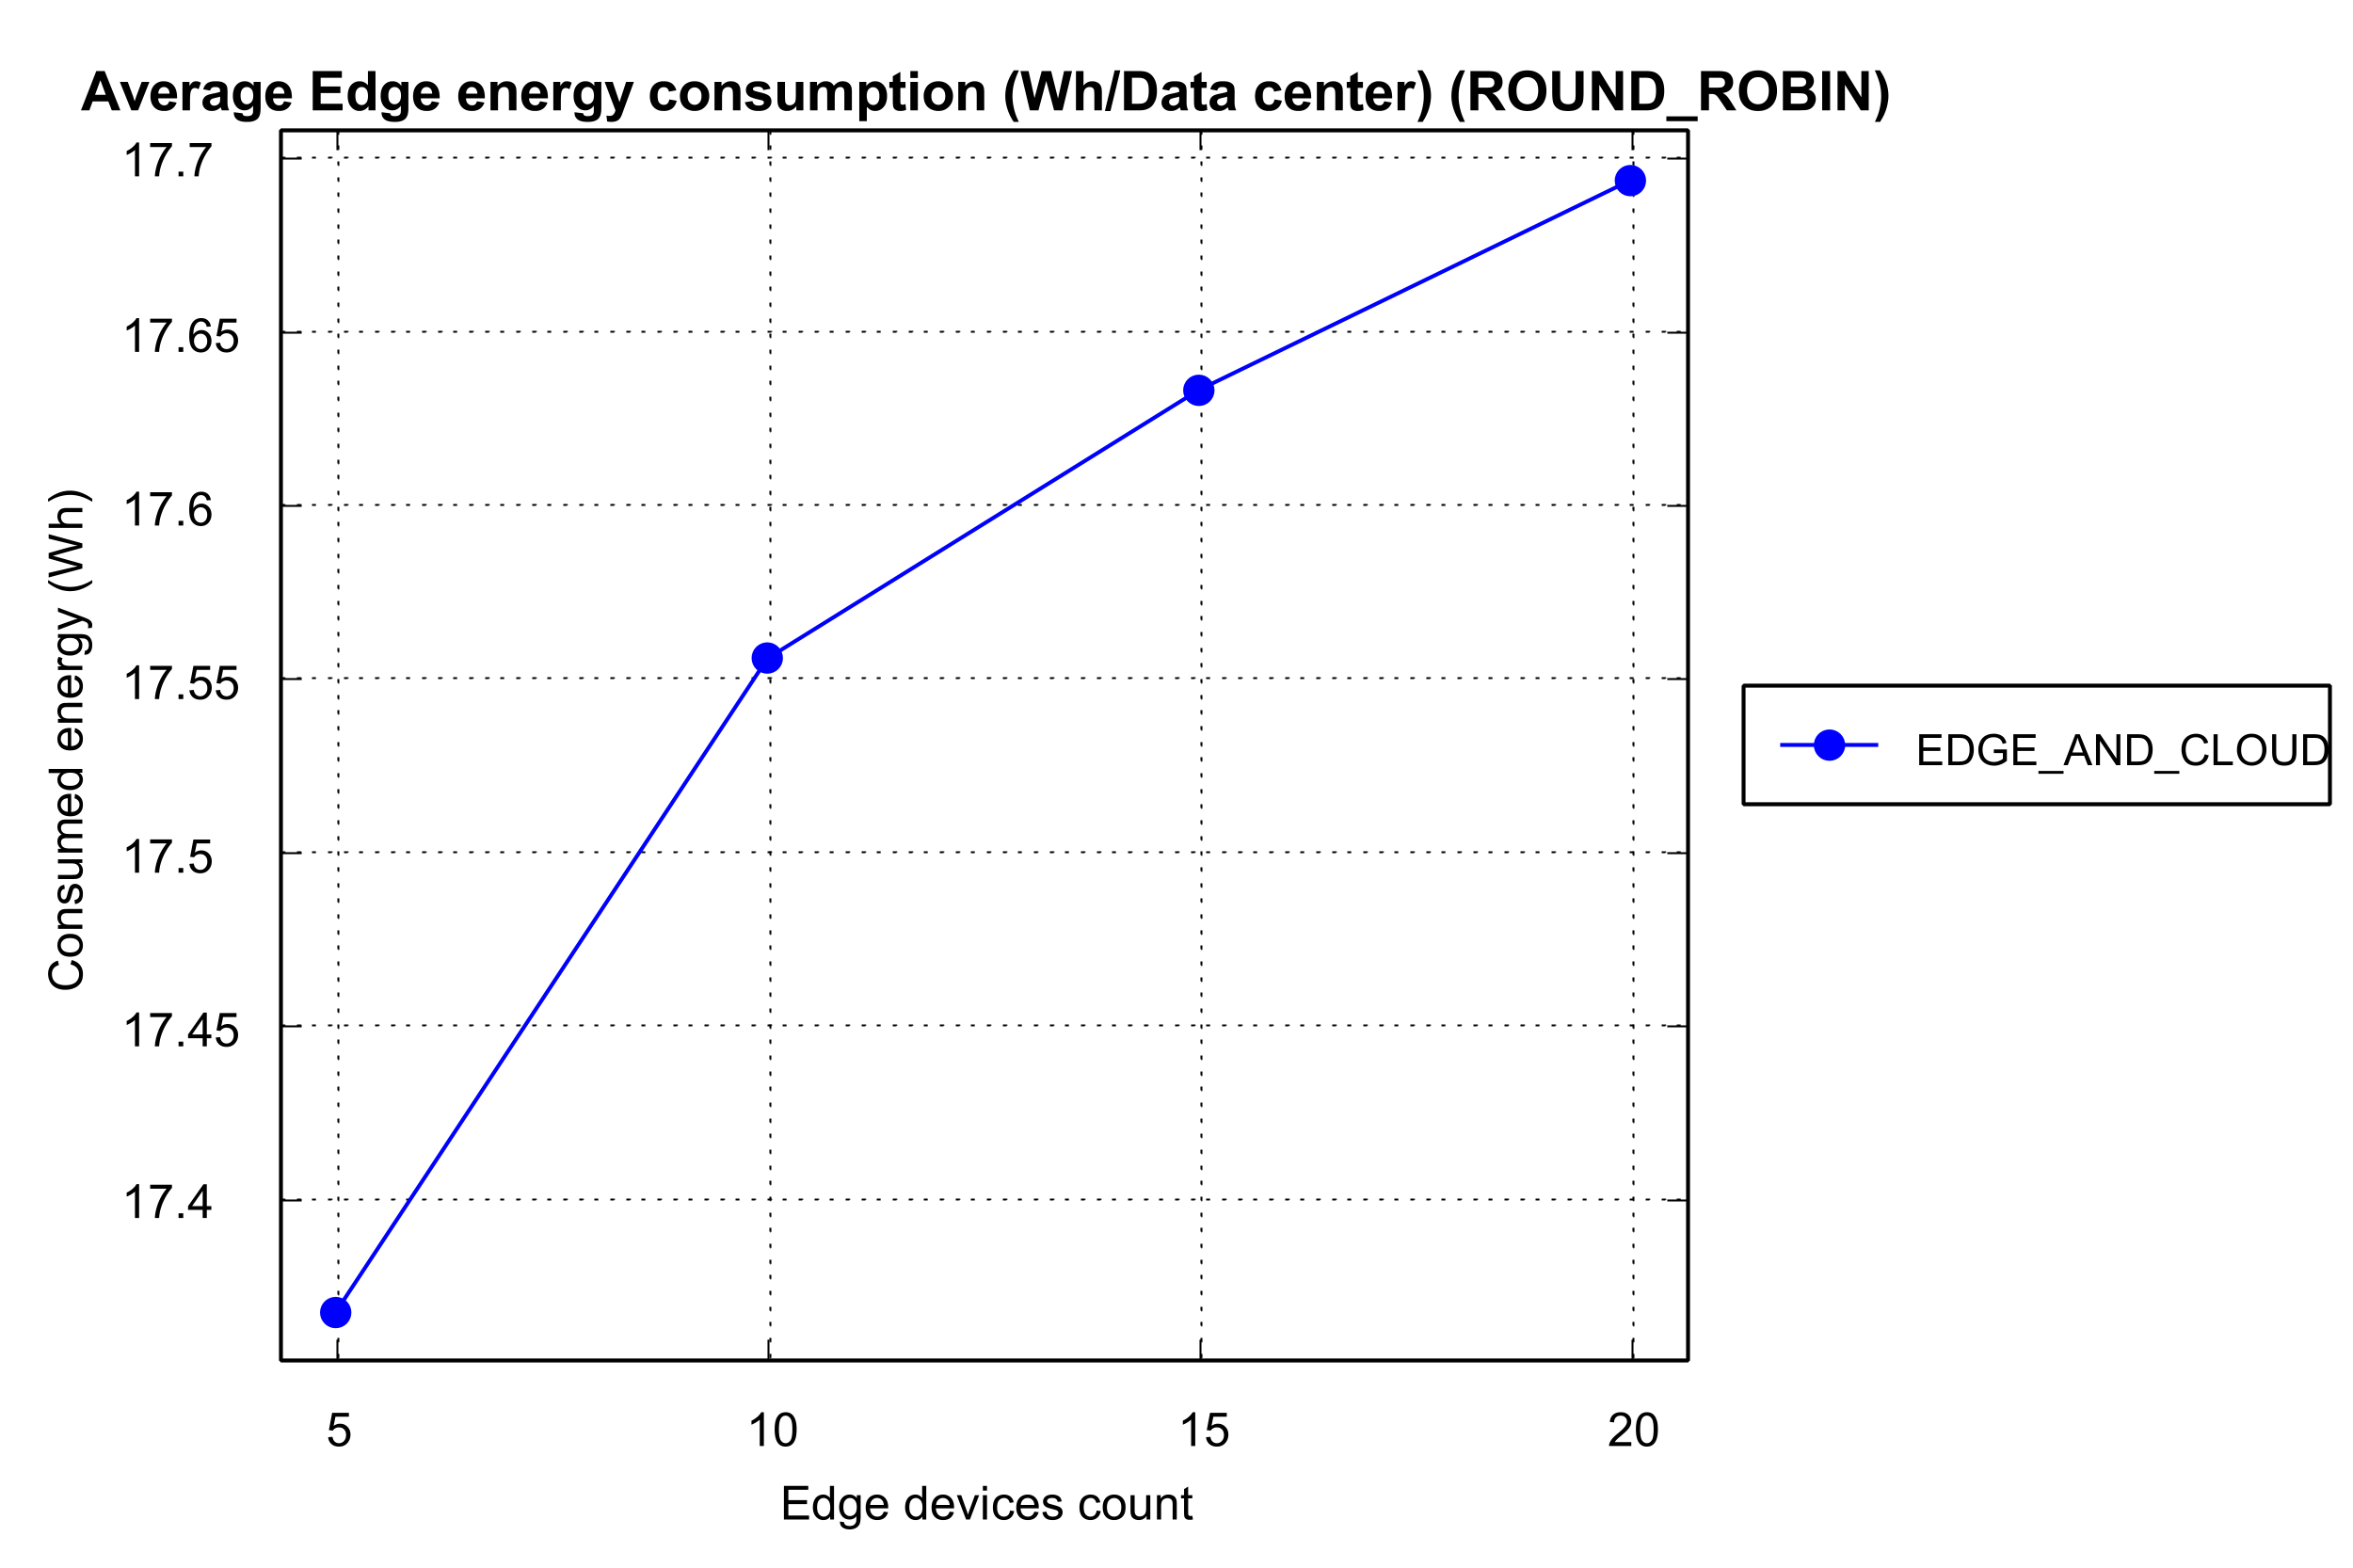 Average Edge energy consumption (Wh/Data center) (ROUND_ROBIN)
17.7
17.65
17.6
17.55
17.5
17.45
17.4
Consumed energy (Wh)
EDGE_AND_CLOUD
5 10 15 20
Edge devices count